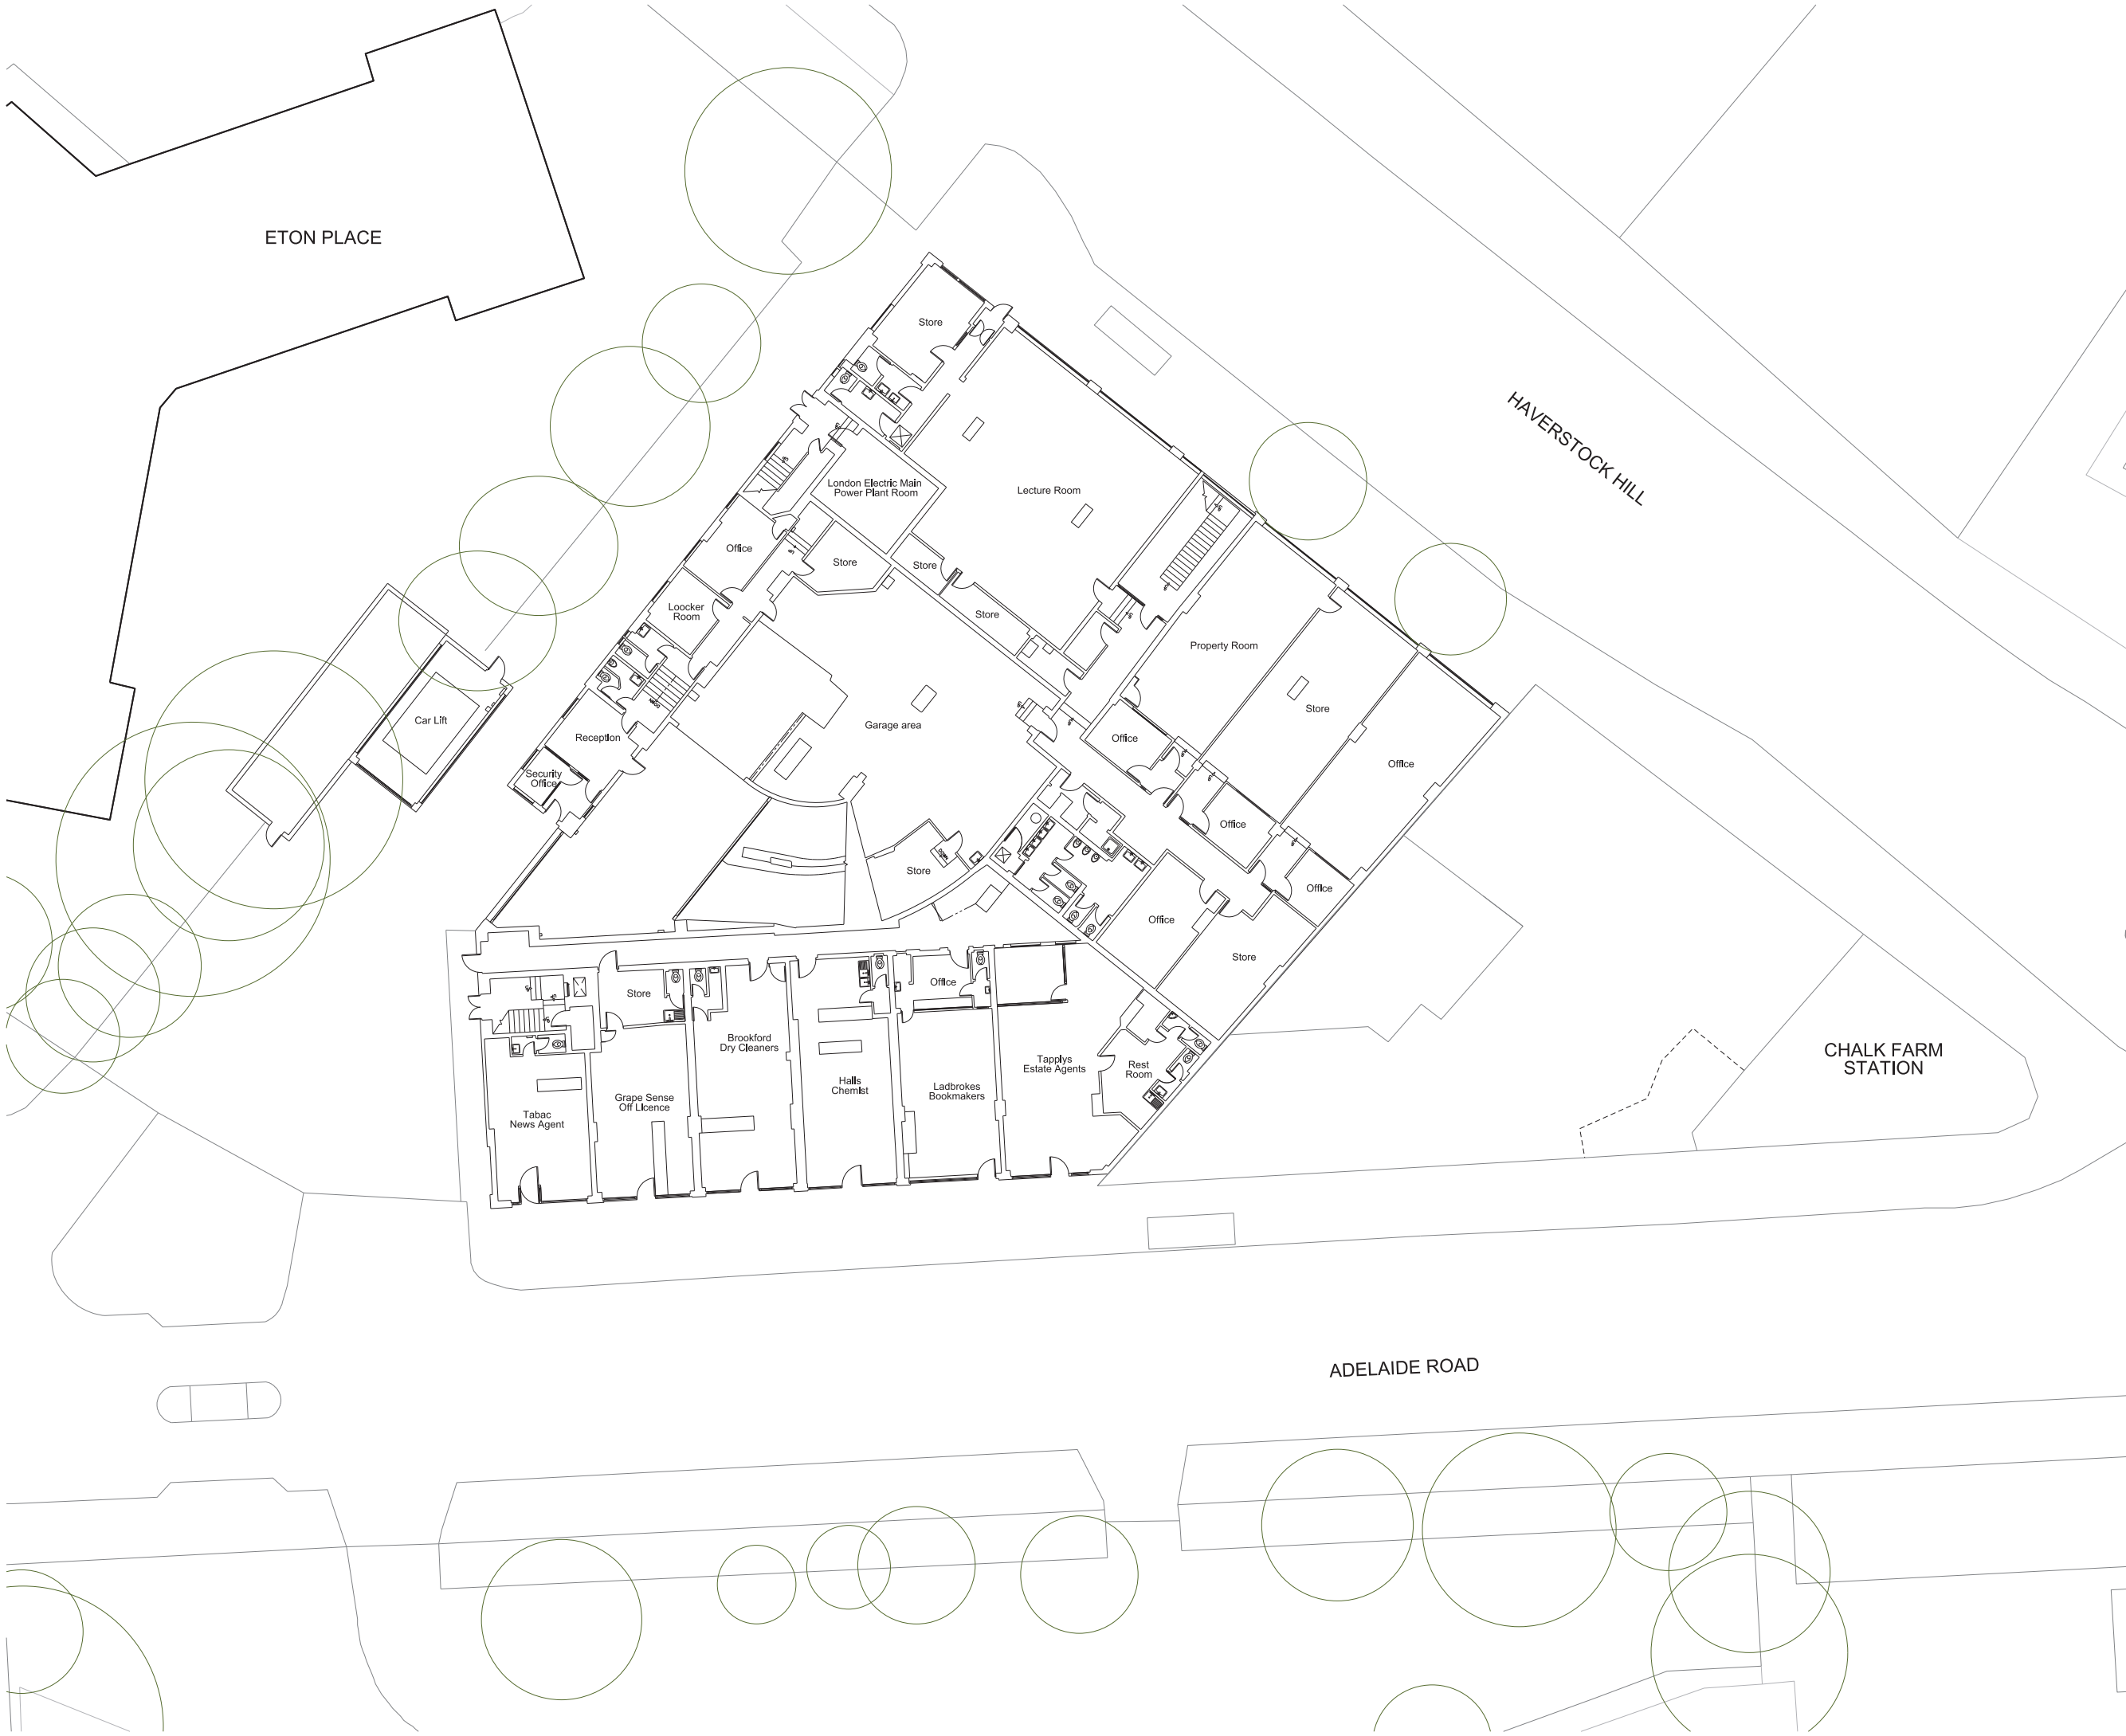 ETON PLACE
Store
HAVERSTOCK HILL
London Electric Main
Power Plant Room
Lecture Room
Office
Store
Store
Loocker
Room
Store
Property Room
Car Lift
Reception
Garage area
Store
Office
Security
Office
Office
Office
Store
Office
Office
Store
Store
Office
Brookford
Dry Cleaners
Tapplys
Estate Agents
Rest
Room
CHALK FARM
STATION
Halls
Chemist
Ladbrokes
Bookmakers
Grape Sense
Off Licence
Tabac
News Agent
ADELAIDE ROAD